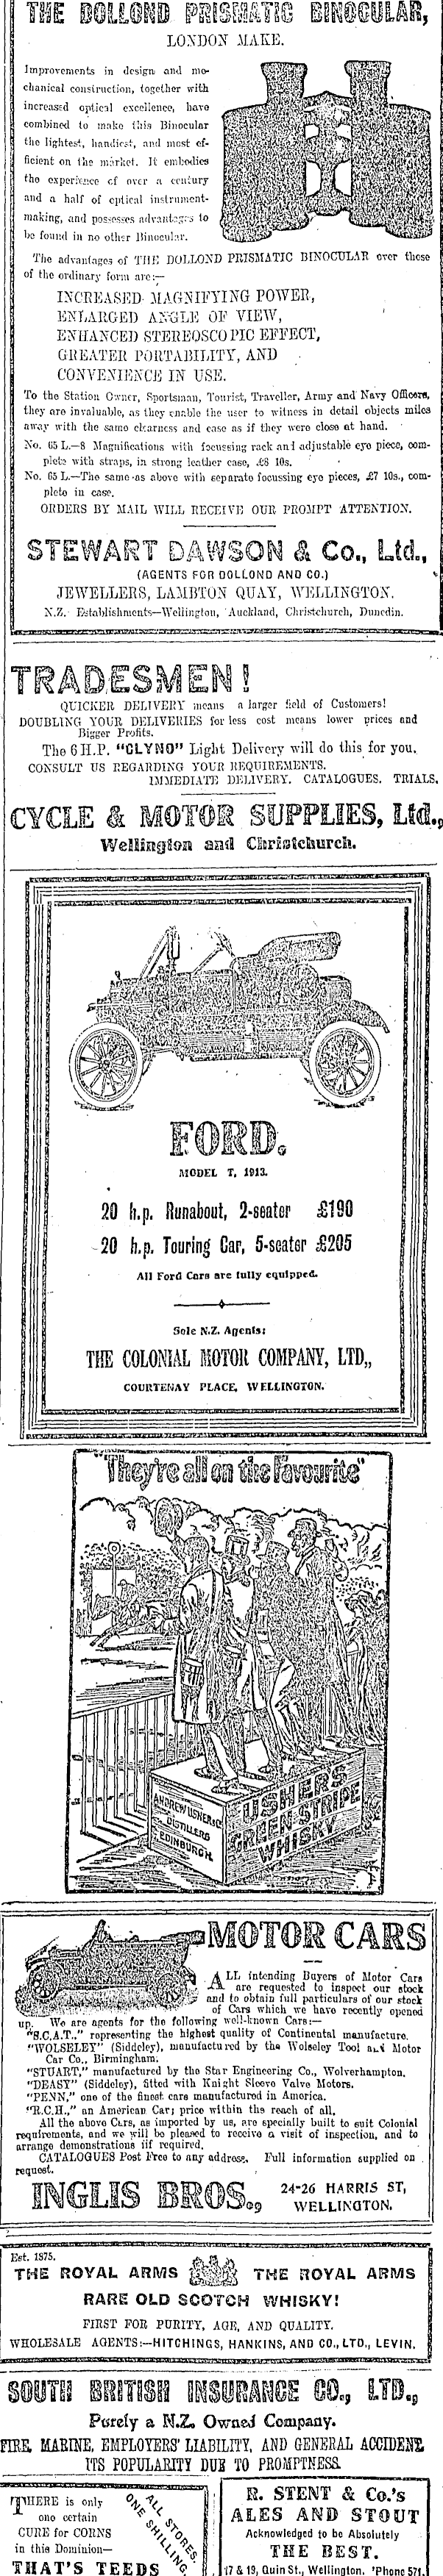 THE DOLLOND PRISMATIC BINOCULAR,
LONDON MAKE.
Improvements in design and me-
chanical construction, together with
increased optical excellence, have
combined to make this Binocular
the lightest, handiest, and most ef-
ficient on the market. It embodies
the experience of over a century
and a half of optical instrument-
making, and possesses advantages to
be found in no other Binocular.
The advantages of THE DOLLOND PRISMATIC BINOCULAR over those
of the ordinary form are:—
INCREASED MAGNIFYING POWER,
ENLARGED ANGLE OF VIEW,
ENHANCED STEREOSCOPIC EFFECT,
GREATER PORTABILITY, AND
CONVENIENCE IN USE.
To the Station Owner, Sportsman, Tourist, Traveller, Army and Navy Officers,
they are invaluable, as they enable the user to witness in detail objects miles
away with the same clearness and ease as if they were close at hand.
No. 65 L.—8 Magnifications with focussing rack and adjustable eye piece, com-
plete with straps, in strong leather case, £8 10s.
No. 65 L.—The same as above with separate focussing eye pieces, £7 10s., com-
plete in case.
ORDERS BY MAIL WILL RECEIVE OUR PROMPT ATTENTION.
STEWART DAWSON & Co., Ltd.,
(AGENTS FOR DOLLOND AND CO.)
JEWELLERS, LAMBTON QUAY, WELLINGTON.
N.Z. Establishments—Wellington, Auckland, Christchurch, Dunedin.
TRADESMEN!
QUICKER DELIVERY means a larger field of Customers!
DOUBLING YOUR DELIVERIES for less cost means lower prices and
Bigger Profits.
The 6 H.P. "CLYNO" Light Delivery will do this for you.
CONSULT US REGARDING YOUR REQUIREMENTS.
IMMEDIATE DELIVERY. CATALOGUES. TRIALS.
CYCLE & MOTOR SUPPLIES, Ltd.,
Wellington and Christchurch.
FORD.
MODEL T, 1913.
20 h.p. Runabout, 2-seater £190
20 h.p. Touring Car, 5-seater £205
All Ford Cars are fully equipped.
Sole N.Z. Agents:
THE COLONIAL MOTOR COMPANY, LTD.,
COURTENAY PLACE, WELLINGTON.
"They're all on the Favourite"
ANDREW USHER & CO
DISTILLERS
EDINBURGH
USHERS
GREEN STRIPE
WHISKY
MOTOR CARS
ALL intending Buyers of Motor Cars
are requested to inspect our stock
and to obtain full particulars of our stock
of Cars which we have recently opened
up. We are agents for the following well-known Cars:—
"S.C.A.T.," representing the highest quality of Continental manufacture.
"WOLSELEY" (Siddeley), manufactured by the Wolseley Tool and Motor
Car Co., Birmingham.
"STUART," manufactured by the Star Engineering Co., Wolverhampton.
"DEASY" (Siddeley), fitted with Knight Sleeve Valve Motors.
"PENN," one of the finest cars manufactured in America.
"R.C.H.," an American Car; price within the reach of all.
All the above Cars, as imported by us, are specially built to suit Colonial
requirements, and we will be pleased to receive a visit of inspection, and to
arrange demonstrations iif required.
CATALOGUES Post Free to any address. Full information supplied on
request.
INGLIS BROS.,
24-26 HARRIS ST,
WELLINGTON.
Est. 1875.
THE ROYAL ARMS THE ROYAL ARMS
RARE OLD SCOTCH WHISKY!
FIRST FOR PURITY, AGE, AND QUALITY.
WHOLESALE AGENTS:—HITCHINGS, HANKINS, AND CO., LTD., LEVIN.
SOUTH BRITISH INSURANCE CO., LTD.,
Purely a N.Z. Owned Company.
FIRE, MARINE, EMPLOYERS' LIABILITY, AND GENERAL ACCIDENT.
ITS POPULARITY DUE TO PROMPTNESS.
THERE is only
one certain
CURE for CORNS
in this Dominion—
THAT'S TEEDS
ALL STORES
ONE SHILLING.
R. STENT & Co.'s
ALES AND STOUT
Acknowledged to be Absolutely
THE BEST.
17 & 19, Quin St., Wellington. 'Phone 571.